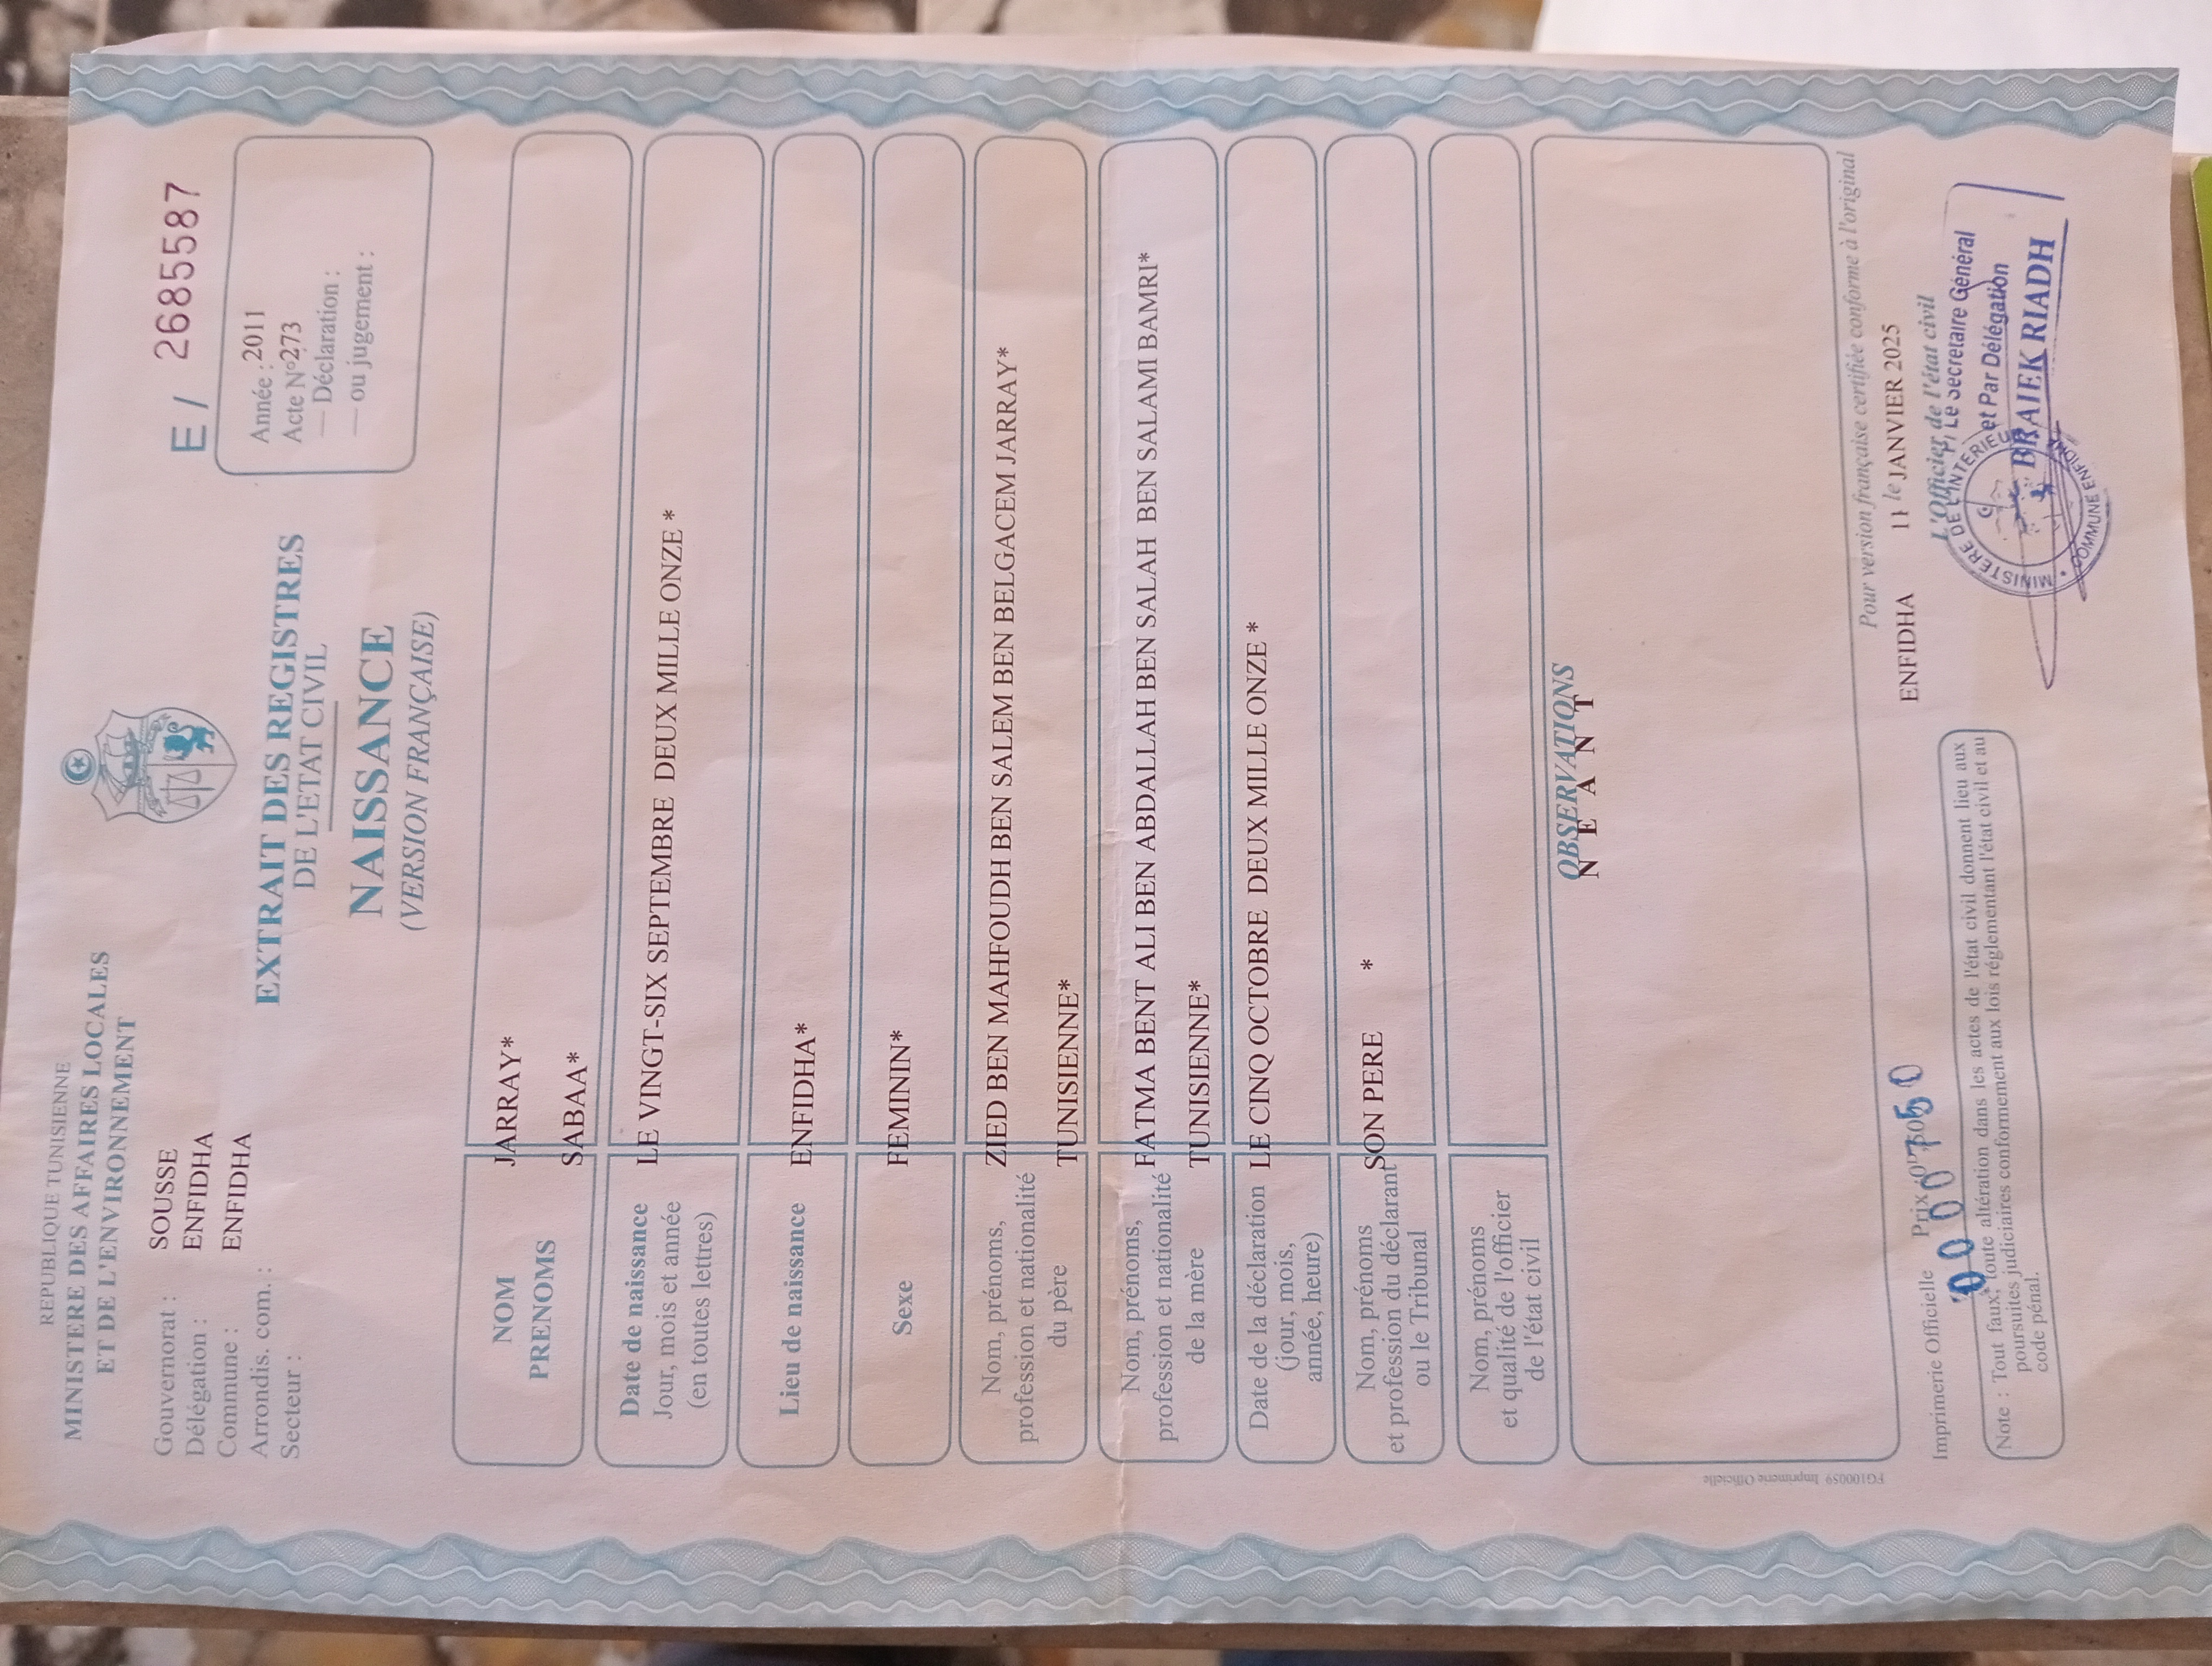 REPUBLIQUE TUNISIENNE
MINISTERE DES AFFAIRES LOCALES
ET DE L'ENVIRONNEMENT
E / 2685587
Gouvernorat : SOUSSE
Délégation : ENFIDHA
Commune : ENFIDHA
Arrondis. com. :
Secteur :
Année : 2011
Acte N°273
— Déclaration :
— ou jugement :
EXTRAIT DES REGISTRES
DE L'ETAT CIVIL
NAISSANCE
(VERSION FRANÇAISE)
NOM JARRAY*
PRENOMS SABAA*
Date de naissance
Jour, mois et année
(en toutes lettres)
LE VINGT-SIX SEPTEMBRE DEUX MILLE ONZE *
Lieu de naissance ENFIDHA*
Sexe FEMININ*
Nom, prénoms,
profession et nationalité
du père
ZIED BEN MAHFOUDH BEN SALEM BEN BELGACEM JARRAY*
TUNISIENNE*
Nom, prénoms,
profession et nationalité
de la mère
FATMA BENT ALI BEN ABDALLAH BEN SALAH BEN SALAMI BAMRI*
TUNISIENNE*
Date de la déclaration
(jour, mois,
année, heure)
LE CINQ OCTOBRE DEUX MILLE ONZE *
Nom, prénoms
et profession du déclarant
ou le Tribunal
SON PERE *
Nom, prénoms
et qualité de l'officier
de l'état civil
OBSERVATIONS
N E A N T
FG100059 Imprimerie Officielle
Pour version française certifiée conforme à l'original
ENFIDHA 11 le JANVIER 2025
L'Officier de l'état civil
Le Secretaire Général
et Par Délégation
BRAIEK RIADH
MINISTERE DE L'INTERIEUR
COMMUNE ENFIDHA
Imprimerie Officielle Prix
000750
Note : Tout faux, toute altération dans les actes de l'état civil donnent lieu aux
poursuites judiciaires conformement aux lois réglementant l'état civil et au
code pénal.